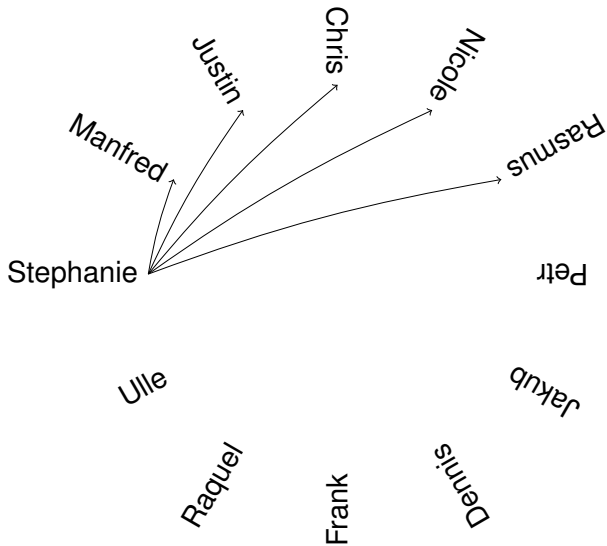 Chris
Justin
Nicole
Manfred
Rasmus
Stephanie
Petr
Ulle
Jakub
Raquel
Dennis
Frank